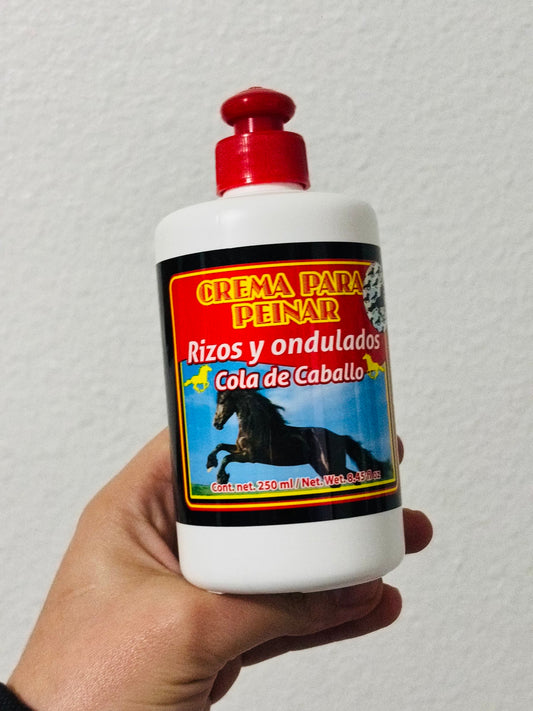 CREMA PARA
PEINAR
Rizos y ondulados
Cola de Caballo
Cont. net. 250 ml / Net. Wet. 8.45 fl oz